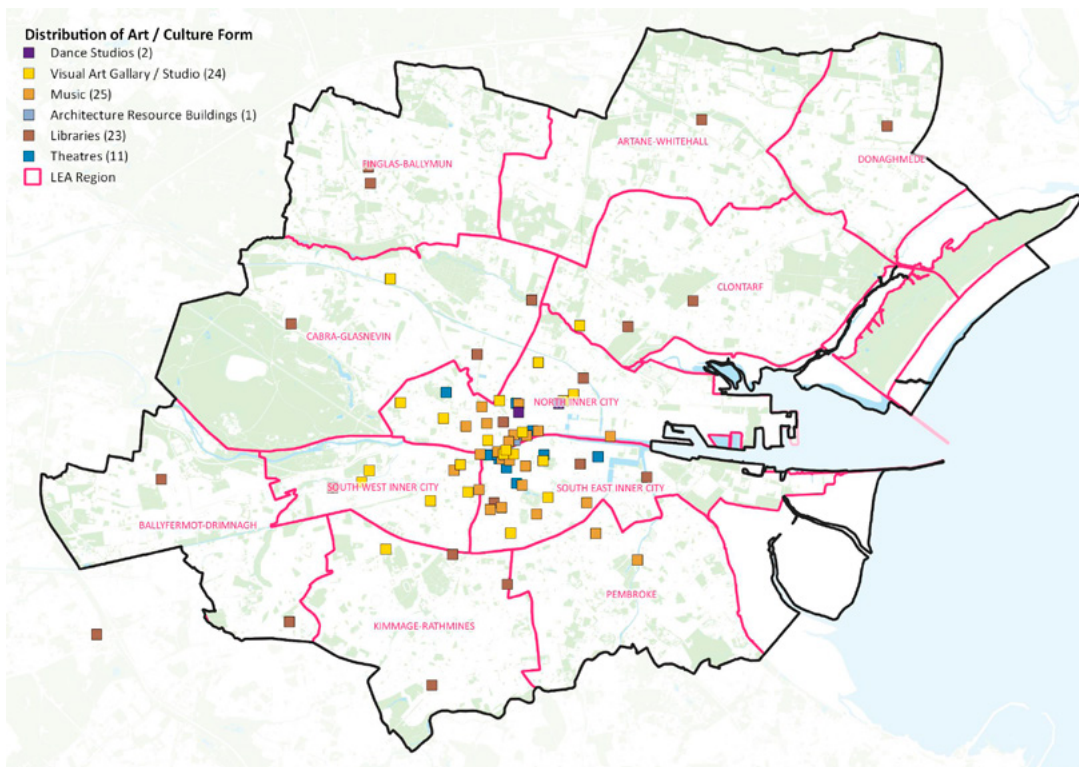 Distribution of Art / Culture Form
Dance Studios (2)
Visual Art Gallary / Studio (24)
Music (25)
Architecture Resource Buildings (1)
Libraries (23)
Theatres (11)
LEA Region
ARTANE-WHITEHALL
DONAGHMEDE
FINGLAS-BALLYMUN
CLONTARF
CABRA-GLASNEVIN
NORTH INNER CITY
SOUTH WEST INNER CITY
SOUTH EAST INNER CITY
BALLYFERMOT-DRIMNAGH
PEMBROKE
KIMMAGE-RATHMINES